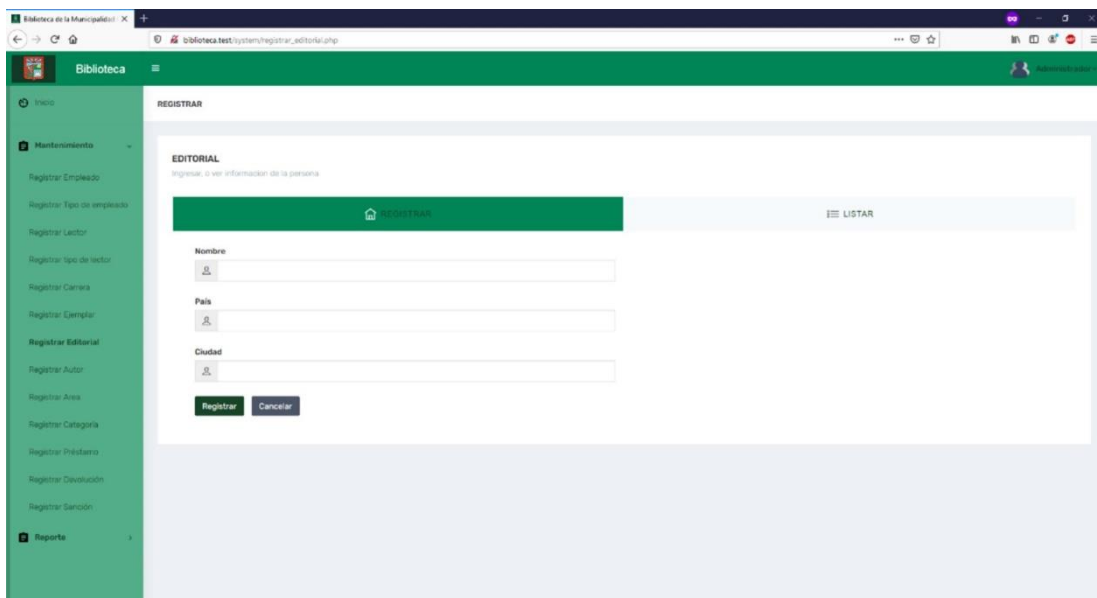 Biblioteca de la Municipalidad
biblioteca.test/system/registrar_editorial.php
Biblioteca
Administrador
Inicio
REGISTRAR
Mantenimiento
Registrar Empleado
Registrar Tipo de empleado
Registrar Lector
Registrar tipo de lector
Registrar Carrera
Registrar Ejemplar
Registrar Editorial
Registrar Autor
Registrar Area
Registrar Categoría
Registrar Préstamo
Registrar Devolución
Registrar Sanción
Reporte
EDITORIAL
Ingresar, o ver informacion de la persona
REGISTRAR
LISTAR
Nombre
Pais
Ciudad
Registrar
Cancelar